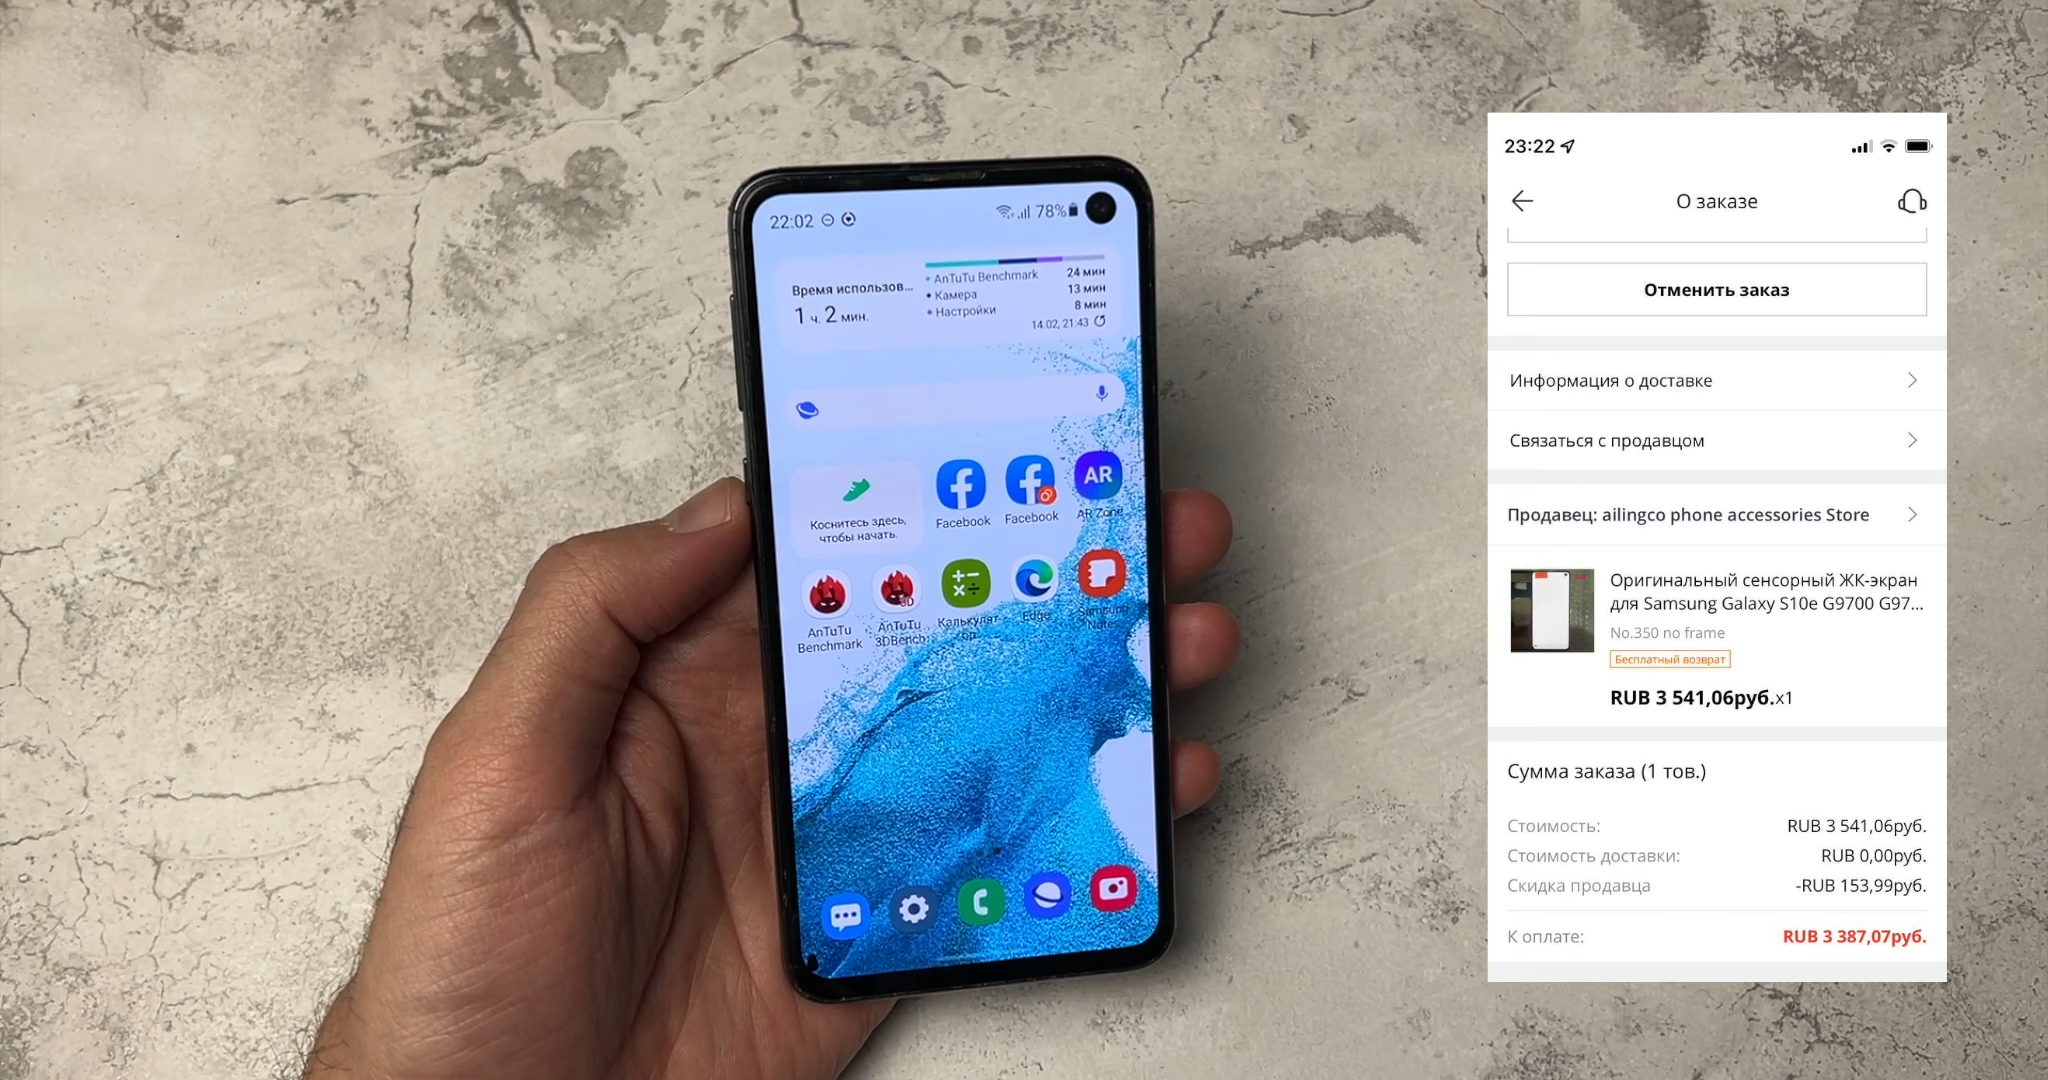 22:02
78%
Время использов...
1 ч. 2 мин.
AnTuTu Benchmark 24 мин
Камера 13 мин
Настройки 8 мин
14.02, 21:43
Коснитесь здесь,
чтобы начать.
Facebook
Facebook
AR
AR Zone
AnTuTu
Benchmark
3D
AnTuTu
3DBench
Калькулят
ор
Edge
Samsung
Notes
23:22
О заказе
Отменить заказ
Информация о доставке
Связаться с продавцом
Продавец: ailingco phone accessories Store
Оригинальный сенсорный ЖК-экран
для Samsung Galaxy S10e G9700 G97...
No.350 no frame
Бесплатный возврат
RUB 3 541,06руб.x1
Сумма заказа (1 тов.)
Стоимость: RUB 3 541,06руб.
Стоимость доставки: RUB 0,00руб.
Скидка продавца -RUB 153,99руб.
К оплате: RUB 3 387,07руб.